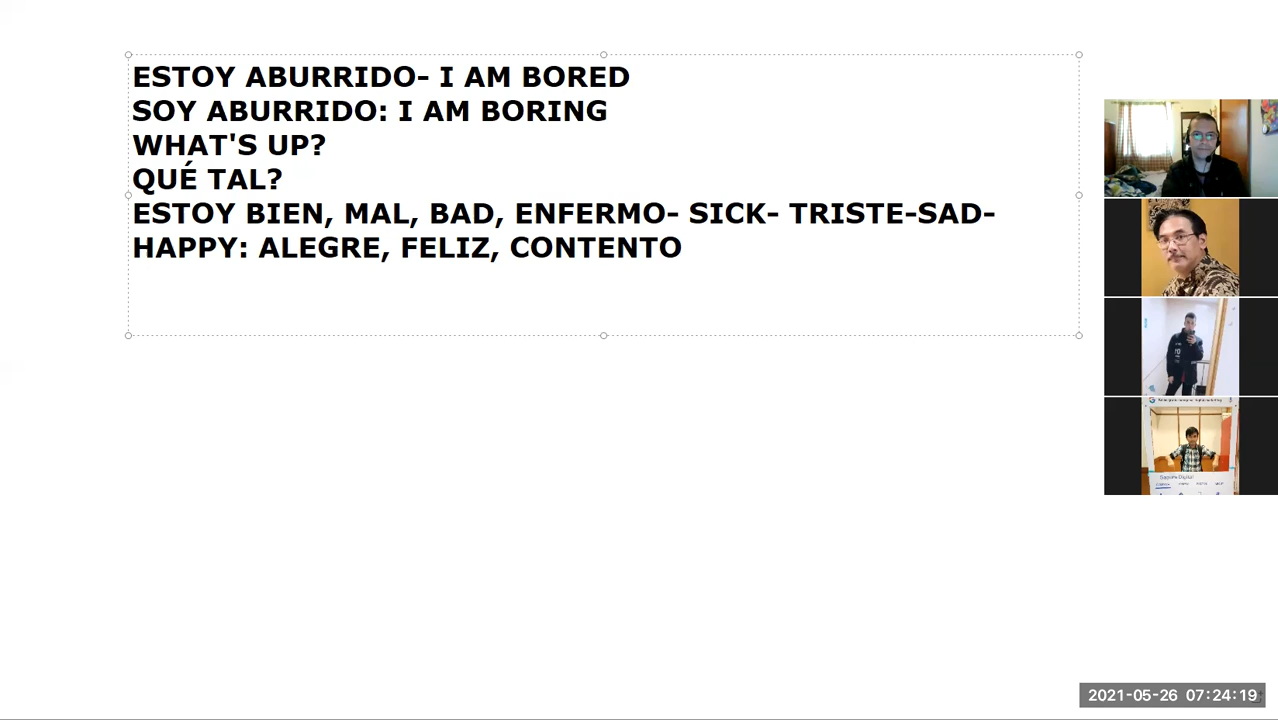 ESTOY ABURRIDO- I AM BORED
SOY ABURRIDO: I AM BORING
WHAT'S UP?
QUÉ TAL?
ESTOY BIEN, MAL, BAD, ENFERMO- SICK- TRISTE-SAD-
HAPPY: ALEGRE, FELIZ, CONTENTO
10
2021-05-26 07:24:19